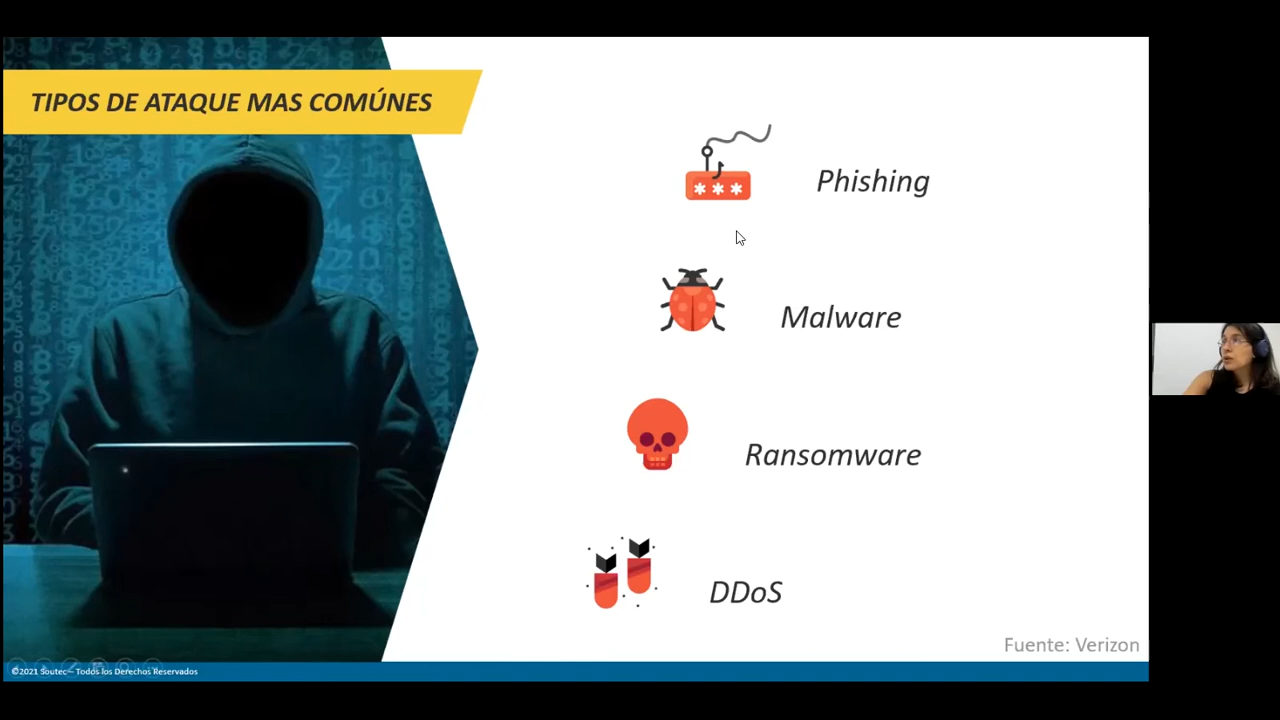 TIPOS DE ATAQUE MAS COMÚNES
Phishing
Malware
Ransomware
DDoS
Fuente: Verizon
©2021 Soutec – Todos los Derechos Reservados